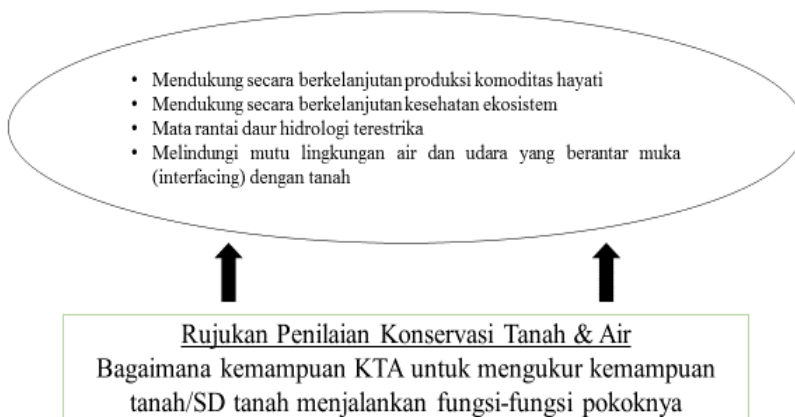 • Mendukung secara berkelanjutan produksi komoditas hayati
• Mendukung secara berkelanjutan kesehatan ekosistem
• Mata rantai daur hidrologi terestrika
• Melindungi mutu lingkungan air dan udara yang berantar muka
(interfacing) dengan tanah
Rujukan Penilaian Konservasi Tanah & Air
Bagaimana kemampuan KTA untuk mengukur kemampuan
tanah/SD tanah menjalankan fungsi-fungsi pokoknya